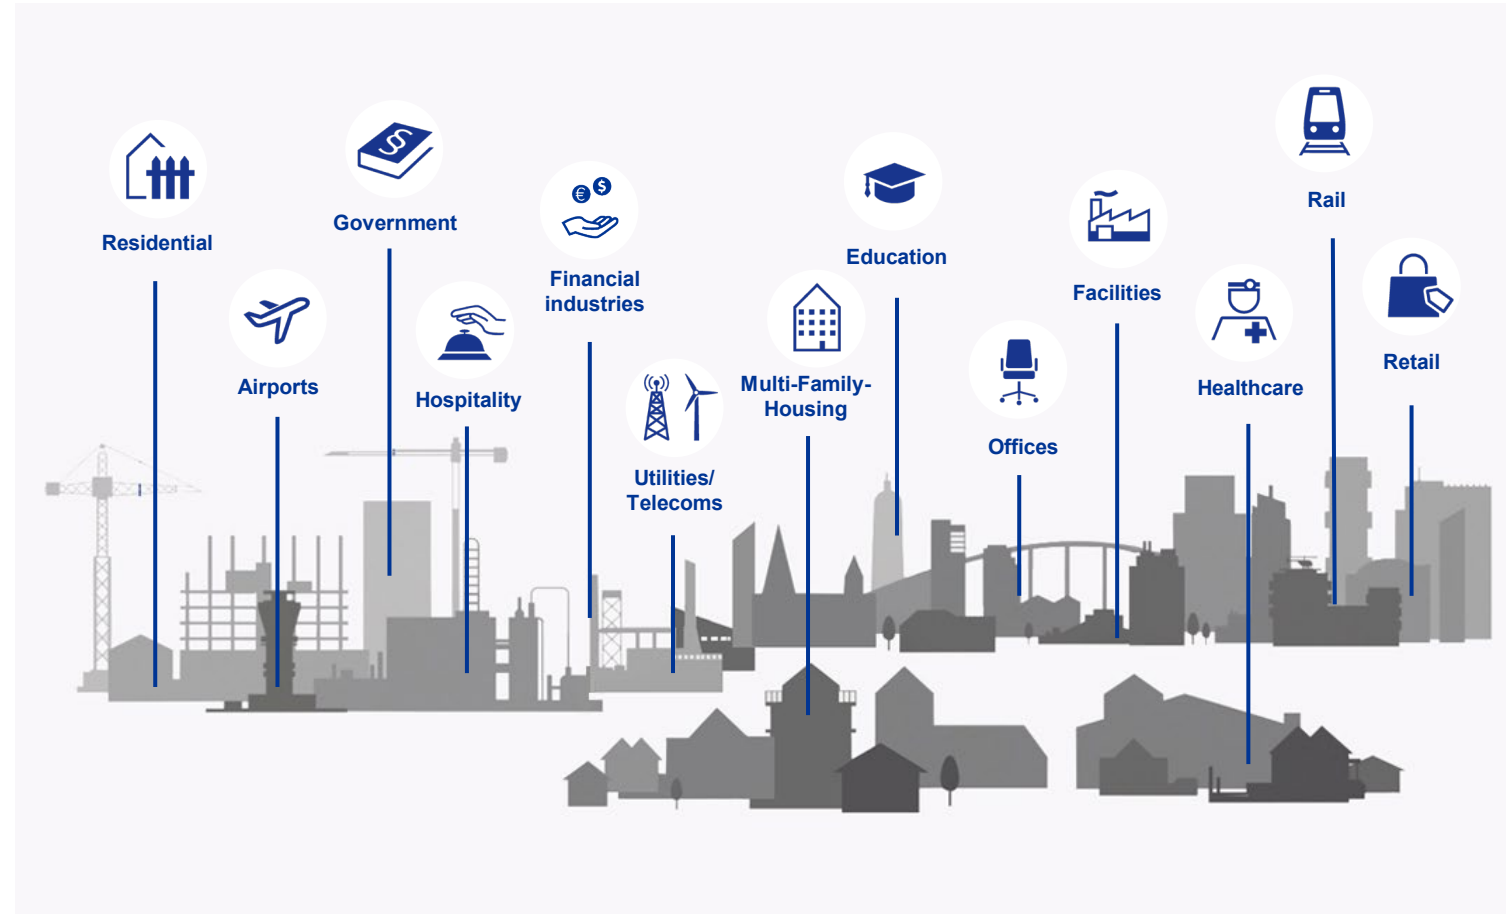 Residential
Airports
Government
Hospitality
Financial
industries
Utilities/
Telecoms
Multi-Family-
Housing
Education
Offices
Facilities
Healthcare
Rail
Retail
§
€
$